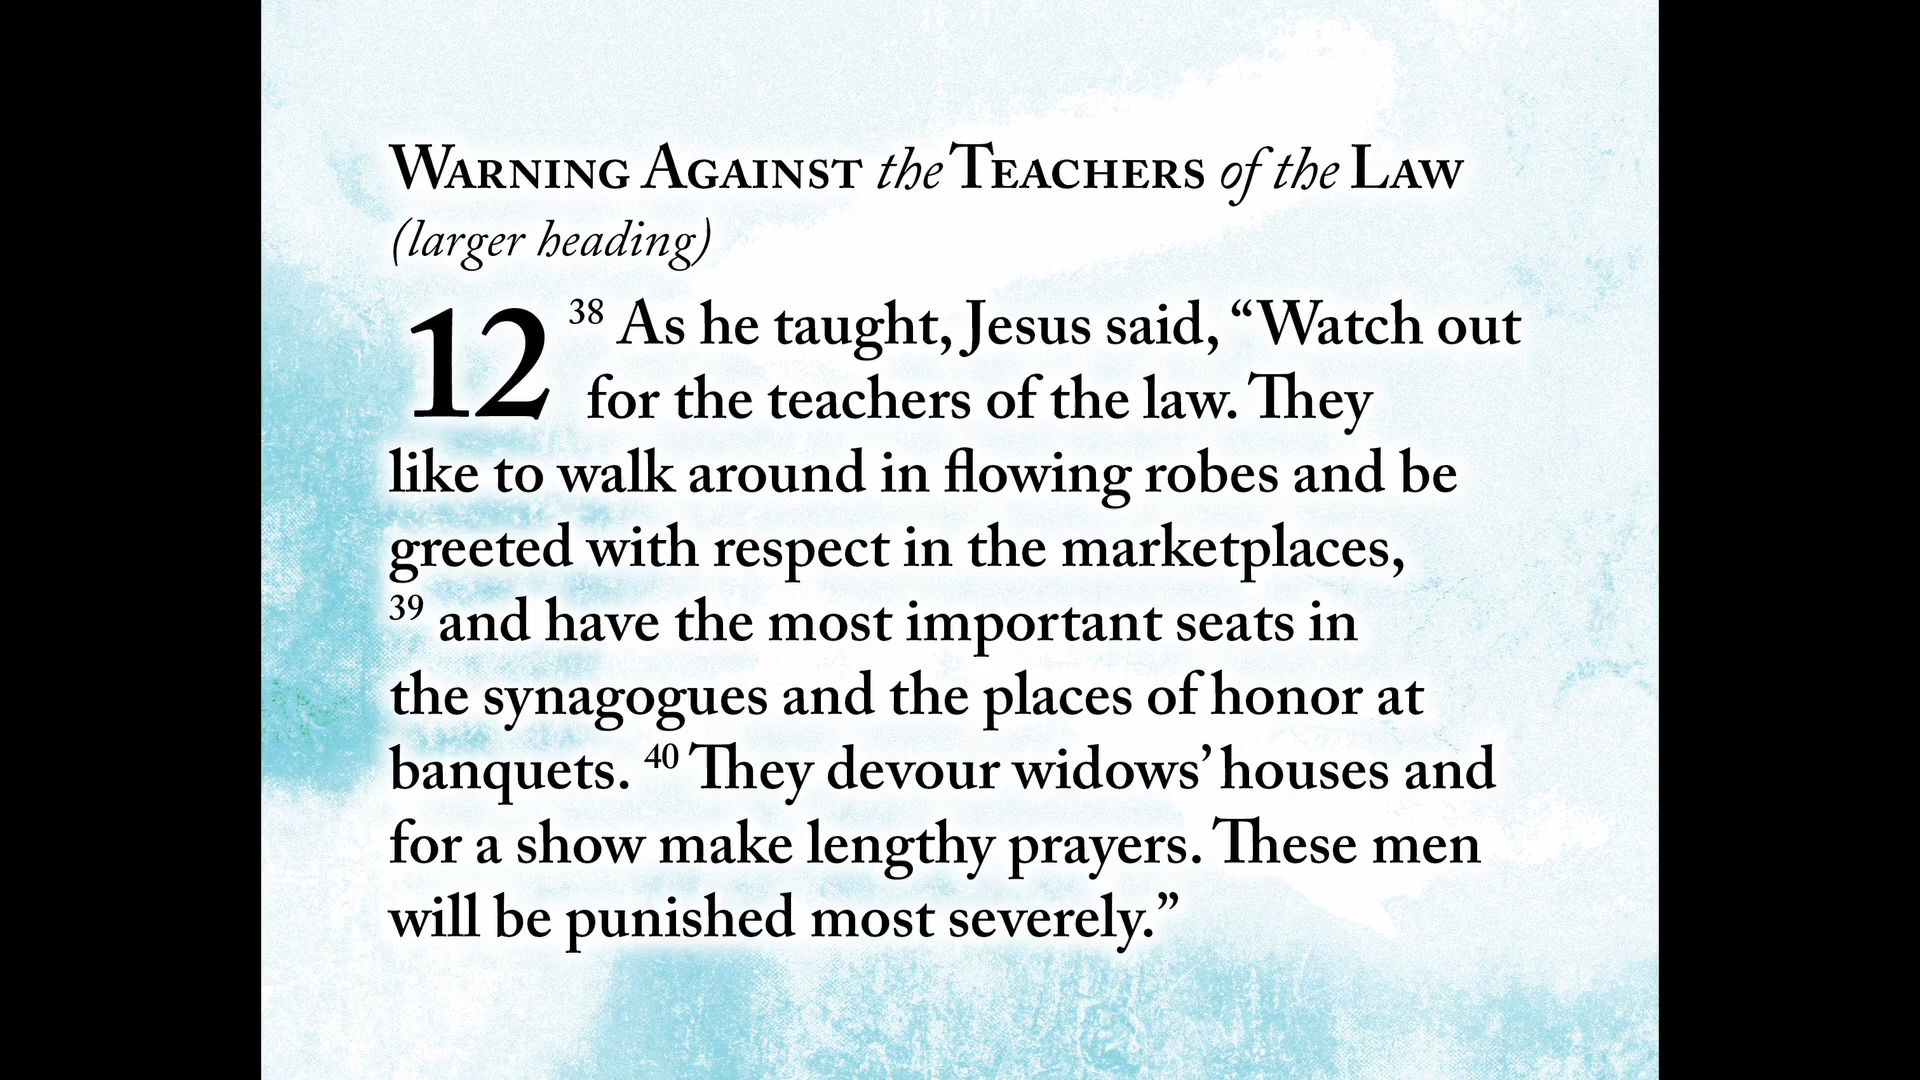 Warning Against the Teachers of the Law
(larger heading)
12 38 As he taught, Jesus said, “Watch out
for the teachers of the law. They
like to walk around in flowing robes and be
greeted with respect in the marketplaces,
39 and have the most important seats in
the synagogues and the places of honor at
banquets. 40 They devour widows’ houses and
for a show make lengthy prayers. These men
will be punished most severely.”